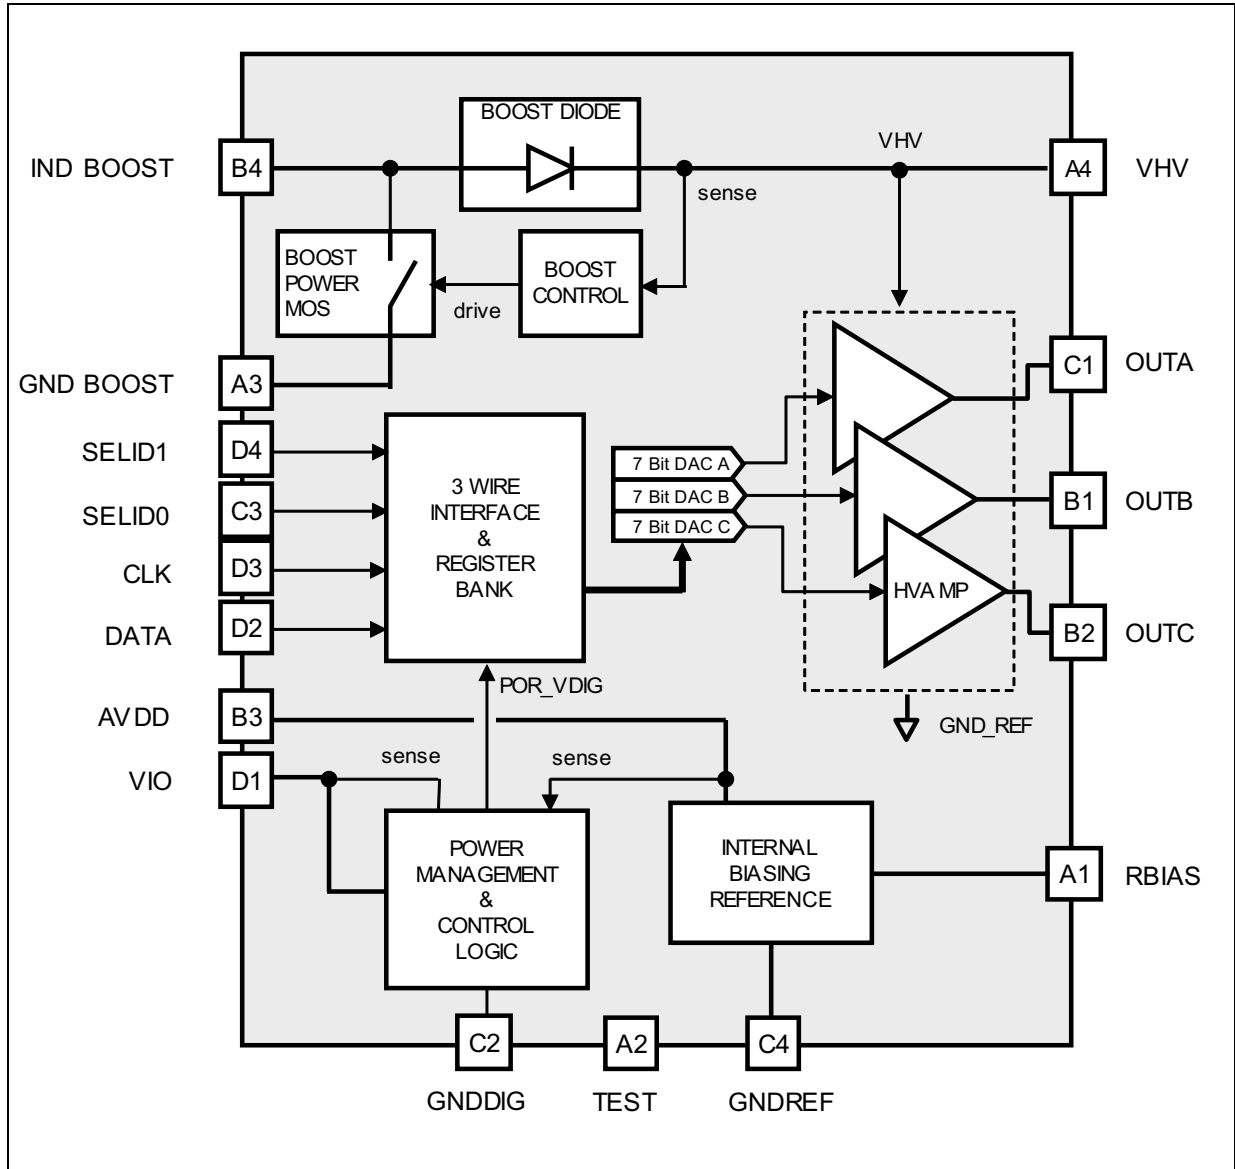 BOOST DIODE
IND BOOST
B4
VHV
A4
VHV
sense
BOOST
POWER
MOS
drive
BOOST
CONTROL
GND BOOST
A3
C1
OUTA
SELID1
D4
SELID0
C3
CLK
D3
DATA
D2
3 WIRE
INTERFACE
&
REGISTER
BANK
7 Bit DAC A
7 Bit DAC B
7 Bit DAC C
B1
OUTB
HVA MP
B2
OUTC
POR_VDIG
GND_REF
AVDD
B3
VIO
D1
sense
sense
POWER
MANAGEMENT
&
CONTROL
LOGIC
INTERNAL
BIASING
REFERENCE
A1
RBIAS
C2
A2
C4
GNDDIG
TEST
GNDREF